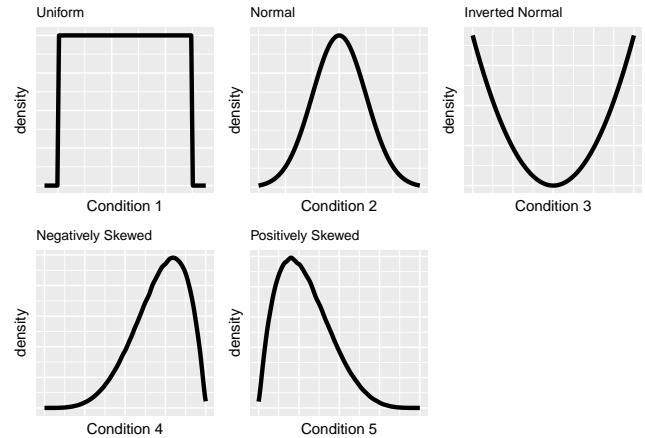 Uniform
Normal
Inverted Normal
density
density
density
Condition 1
Condition 2
Condition 3
Negatively Skewed
Positively Skewed
density
density
Condition 4
Condition 5